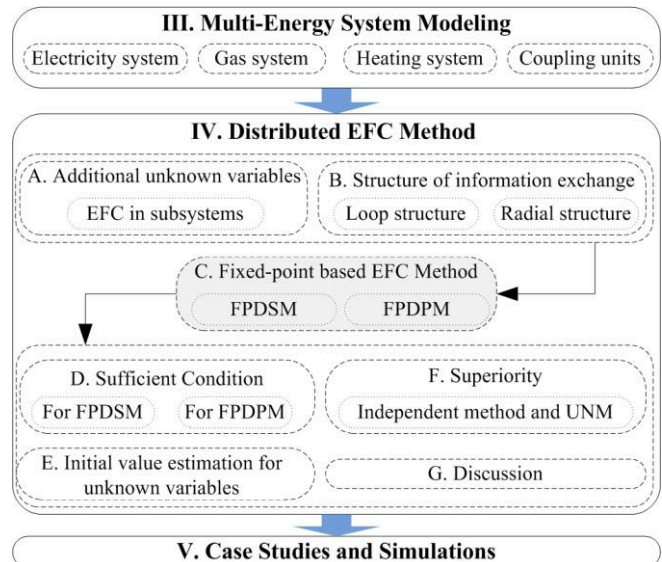 III. Multi-Energy System Modeling
Electricity system Gas system Heating system Coupling units
IV. Distributed EFC Method
A. Additional unknown variables
EFC in subsystems
B. Structure of information exchange
Loop structure Radial structure
C. Fixed-point based EFC Method
FPDSM FPDPM
D. Sufficient Condition
For FPDSM For FPDPM
F. Superiority
Independent method and UNM
E. Initial value estimation for
unknown variables
G. Discussion
V. Case Studies and Simulations